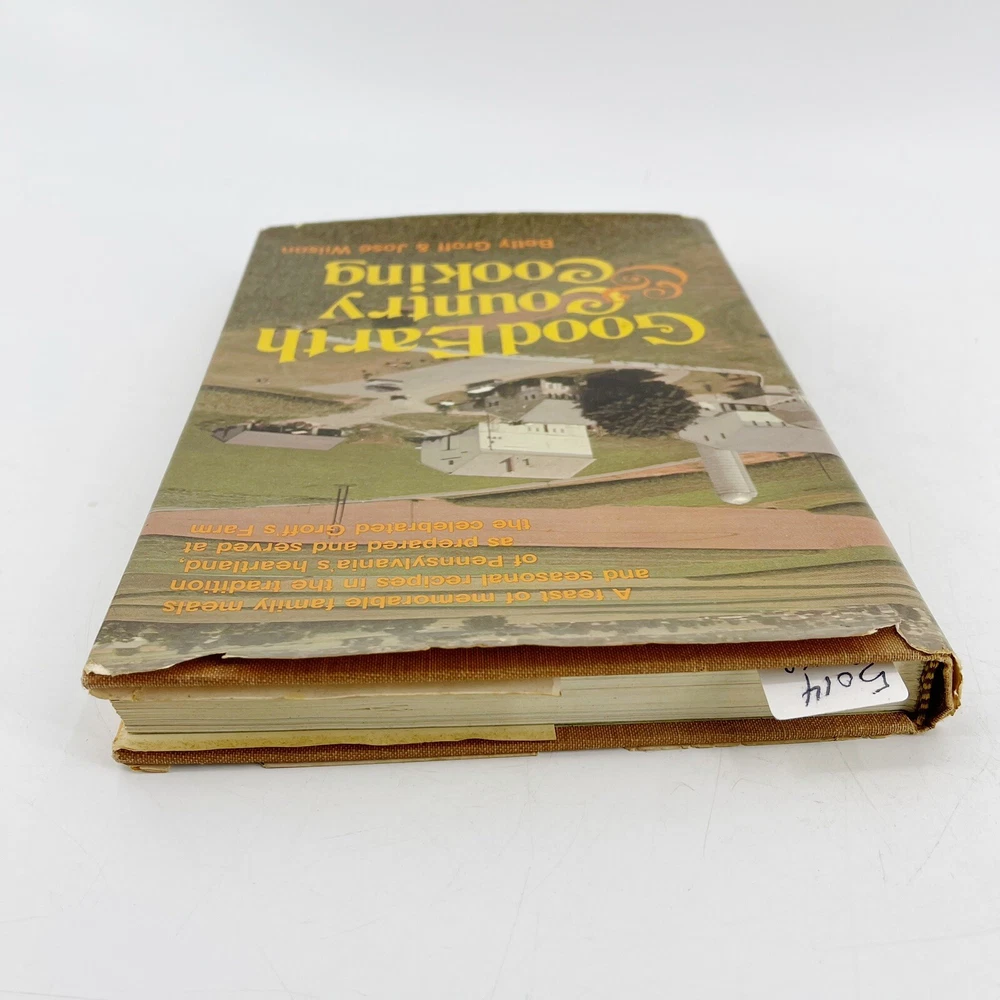 A feast of memorable family meals
and seasonal recipes in the tradition
of Pennsylvania's heartland,
as prepared and served at
the celebrated Groff's Farm
Good Earth
& Country
Cooking
Betty Groff & José Wilson
5014